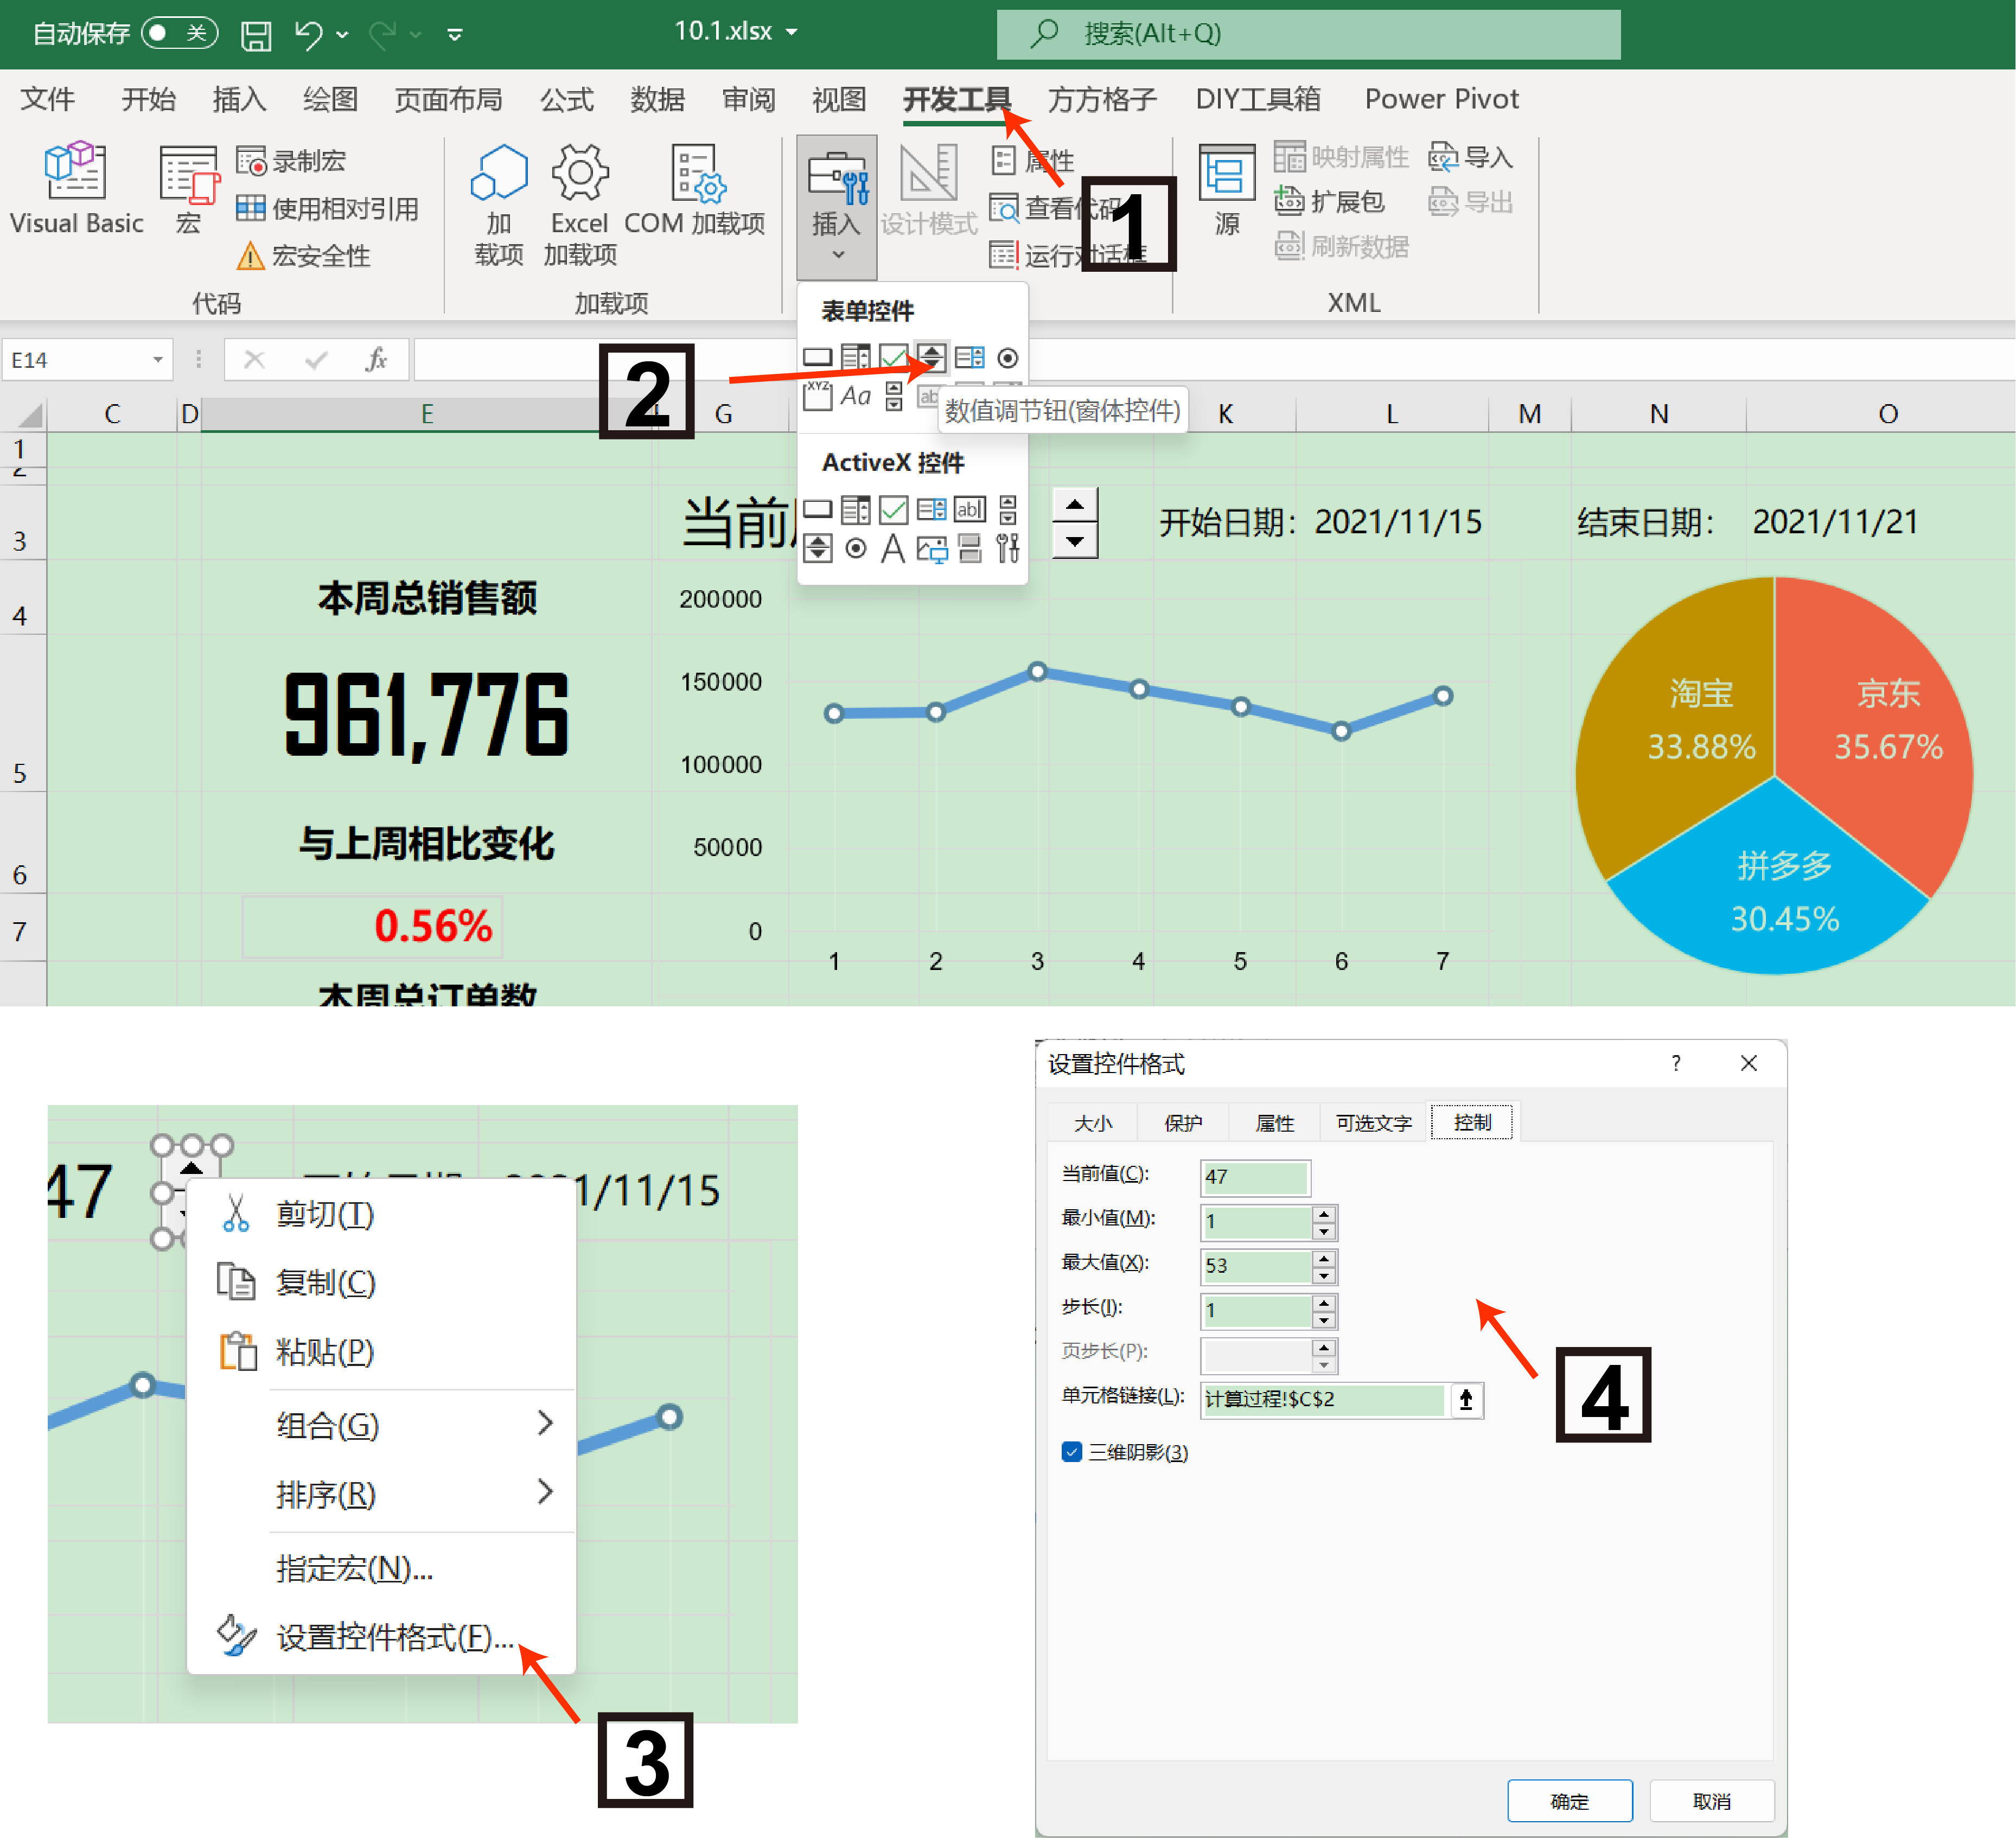 自动保存 关 10.1.xlsx 搜索(Alt+Q)
文件 开始 插入 绘图 页面布局 公式 数据 审阅 视图 开发工具 方方格子 DIY工具箱 Power Pivot
Visual Basic
宏
录制宏
使用相对引用
宏安全性
代码
加
载项
Excel
加载项
COM 加载项
加载项
插入
设计模式
属性
查看代码
运行对话框
1
源
映射属性
扩展包
刷新数据
导入
导出
XML
表单控件
XYZ Aa ab
数值调节钮(窗体控件)
ActiveX 控件
ab A
2
E14 fx
C D E G K L M N O
1
2
3
4
5
6
7
当前
开始日期: 2021/11/15
结束日期: 2021/11/21
本周总销售额
961,776
与上周相比变化
0.56%
本周总订单数
200000
150000
100000
50000
0
1 2 3 4 5 6 7
淘宝
33.88%
京东
35.67%
拼多多
30.45%
47
1/11/15
剪切(T)
复制(C)
粘贴(P)
组合(G)
排序(R)
指定宏(N)...
设置控件格式(F)...
3
设置控件格式 ?
大小 保护 属性 可选文字 控制
当前值(C): 47
最小值(M): 1
最大值(X): 53
步长(I): 1
页步长(P):
单元格链接(L): 计算过程!$C$2
三维阴影(3)
4
确定 取消